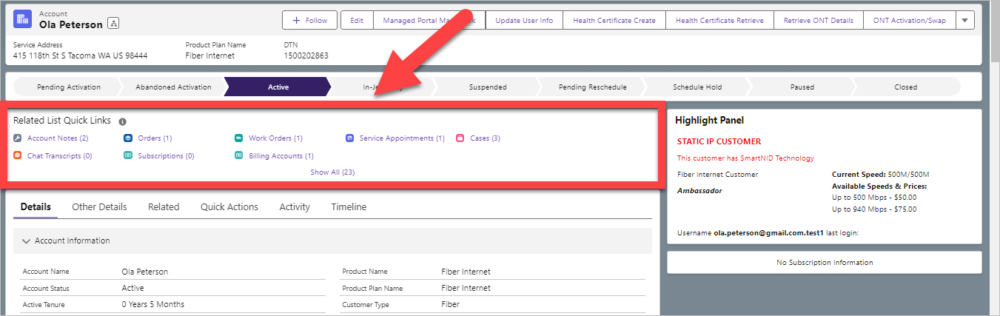 Account
Ola Peterson
+ Follow
Edit
Managed Portal
Update User Info
Health Certificate Create
Health Certificate Retrieve
Retrieve ONT Details
ONT Activation/Swap
Service Address
415 118th St S Tacoma WA US 98444
Product Plan Name
Fiber Internet
DTN
1500202863
Pending Activation
Abandoned Activation
Active
Suspended
Pending Reschedule
Schedule Hold
Paused
Closed
Related List Quick Links
Account Notes (2)
Orders (1)
Work Orders (1)
Service Appointments (1)
Cases (3)
Chat Transcripts (0)
Subscriptions (0)
Billing Accounts (1)
Show All (23)
Highlight Panel
STATIC IP CUSTOMER
This customer has SmartNID Technology
Fiber Internet Customer
Ambassador
Current Speed: 500M/500M
Available Speeds & Prices:
Up to 500 Mbps - $50.00
Up to 940 Mbps - $75.00
Username ola.peterson@gmail.com.test1 last login:
No Subscription Information
Details
Other Details
Related
Quick Actions
Activity
Timeline
Account Information
Account Name
Ola Peterson
Product Name
Fiber Internet
Account Status
Active
Product Plan Name
Fiber Internet
Active Tenure
0 Years 5 Months
Customer Type
Fiber